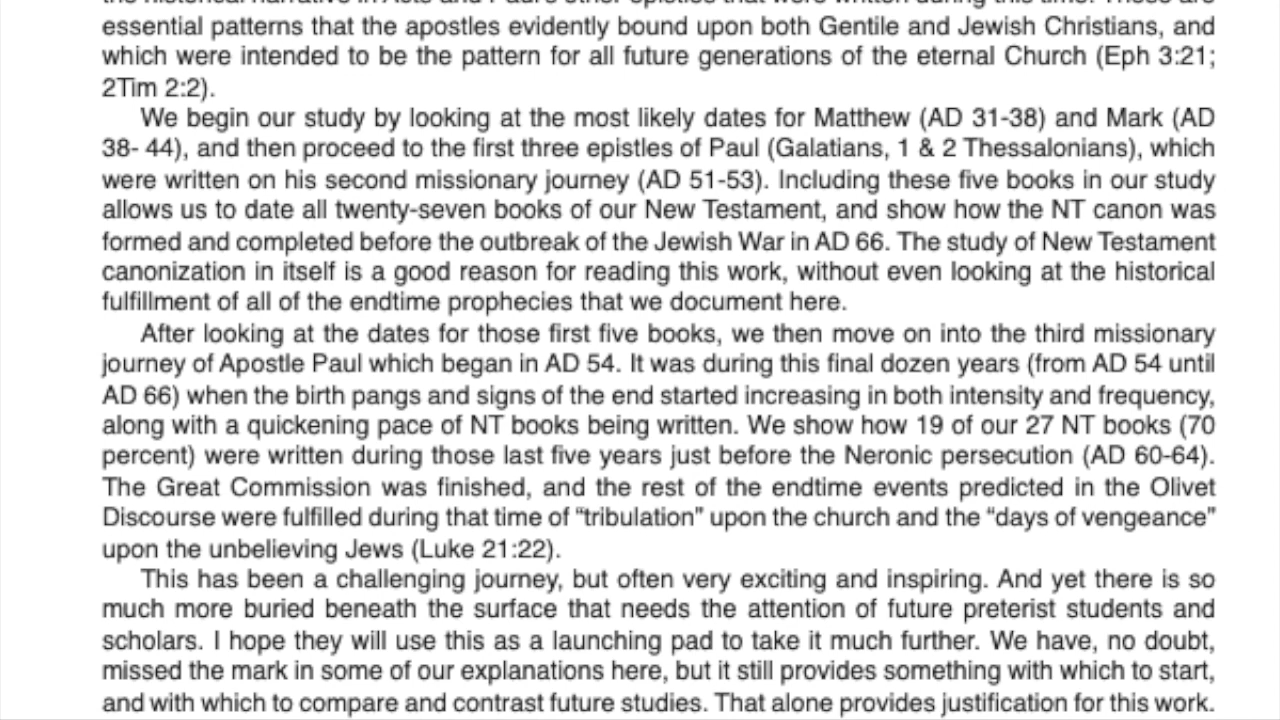 essential patterns that the apostles evidently bound upon both Gentile and Jewish Christians, and
which were intended to be the pattern for all future generations of the eternal Church (Eph 3:21;
2Tim 2:2).
We begin our study by looking at the most likely dates for Matthew (AD 31-38) and Mark (AD
38- 44), and then proceed to the first three epistles of Paul (Galatians, 1 & 2 Thessalonians), which
were written on his second missionary journey (AD 51-53). Including these five books in our study
allows us to date all twenty-seven books of our New Testament, and show how the NT canon was
formed and completed before the outbreak of the Jewish War in AD 66. The study of New Testament
canonization in itself is a good reason for reading this work, without even looking at the historical
fulfillment of all of the endtime prophecies that we document here.
After looking at the dates for those first five books, we then move on into the third missionary
journey of Apostle Paul which began in AD 54. It was during this final dozen years (from AD 54 until
AD 66) when the birth pangs and signs of the end started increasing in both intensity and frequency,
along with a quickening pace of NT books being written. We show how 19 of our 27 NT books (70
percent) were written during those last five years just before the Neronic persecution (AD 60-64).
The Great Commission was finished, and the rest of the endtime events predicted in the Olivet
Discourse were fulfilled during that time of “tribulation” upon the church and the “days of vengeance”
upon the unbelieving Jews (Luke 21:22).
This has been a challenging journey, but often very exciting and inspiring. And yet there is so
much more buried beneath the surface that needs the attention of future preterist students and
scholars. I hope they will use this as a launching pad to take it much further. We have, no doubt,
missed the mark in some of our explanations here, but it still provides something with which to start,
and with which to compare and contrast future studies. That alone provides justification for this work.